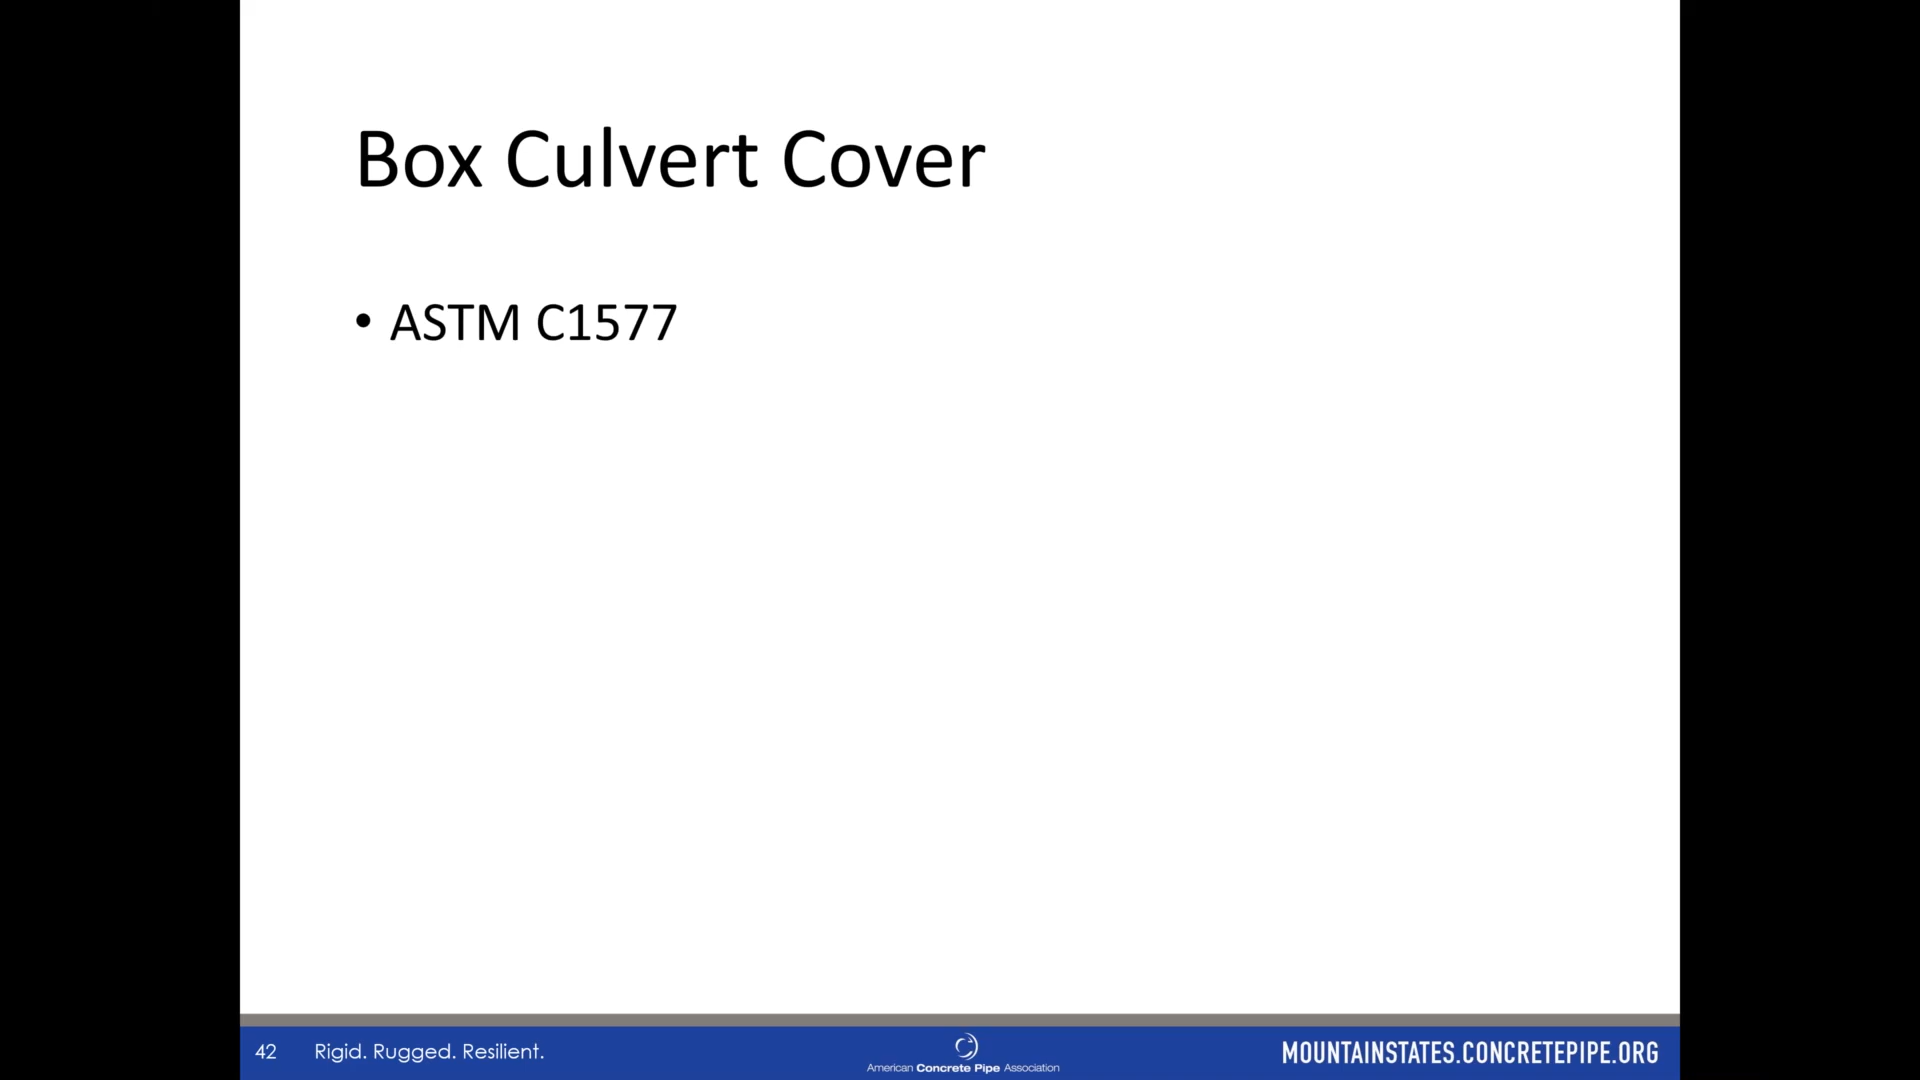 Box Culvert Cover
• ASTM C1577
42 Rigid. Rugged. Resilient.
American Concrete Pipe Association
MOUNTAINSTATES.CONCRETEPIPE.ORG